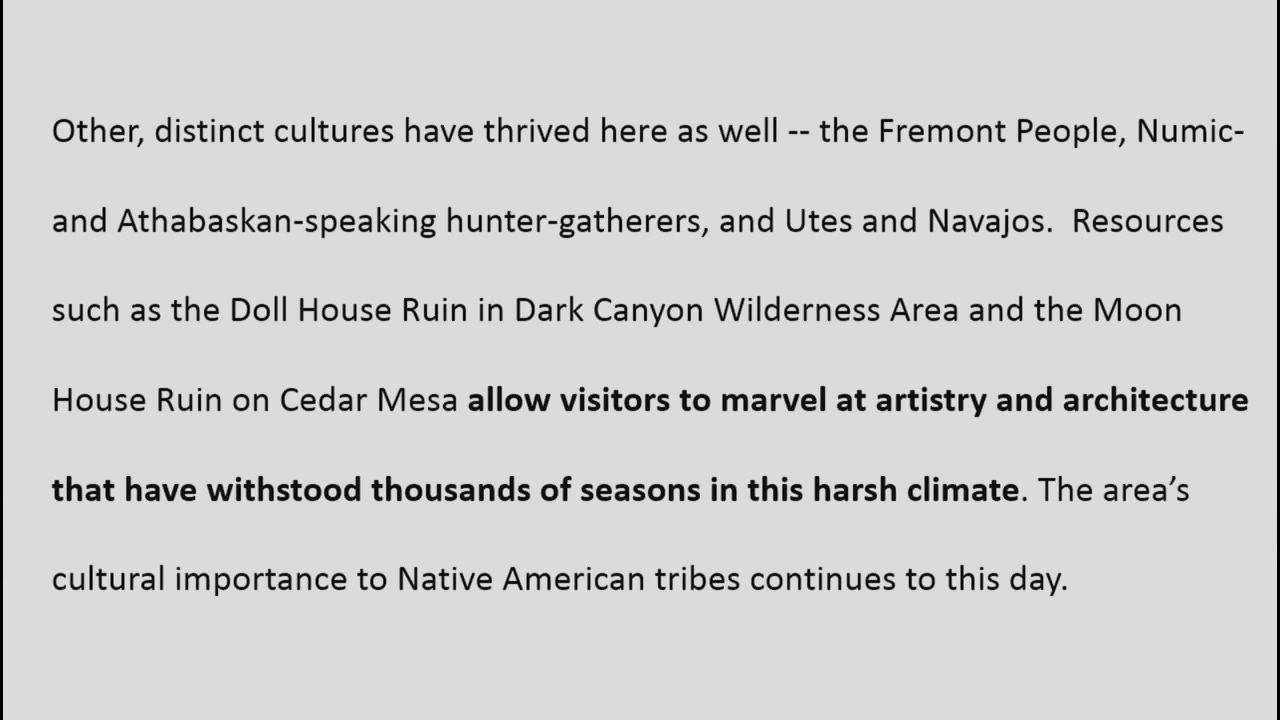 Other, distinct cultures have thrived here as well -- the Fremont People, Numic-
and Athabaskan-speaking hunter-gatherers, and Utes and Navajos.  Resources
such as the Doll House Ruin in Dark Canyon Wilderness Area and the Moon
House Ruin on Cedar Mesa allow visitors to marvel at artistry and architecture
that have withstood thousands of seasons in this harsh climate. The area’s
cultural importance to Native American tribes continues to this day.